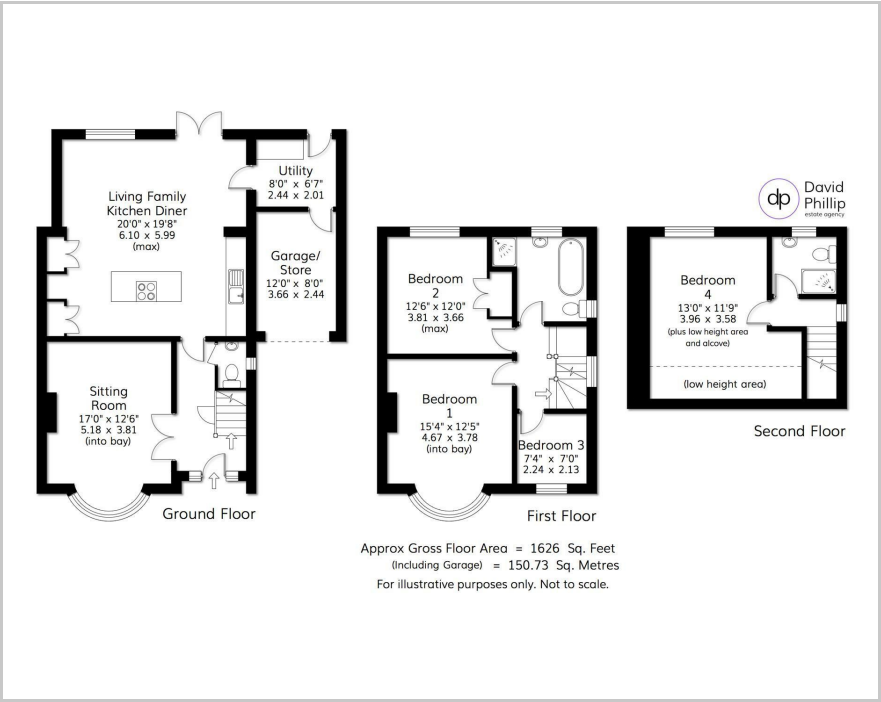 Living Family
Kitchen Diner
20'0" x 19'8"
6.10 x 5.99
(max)
Utility
8'0" x 6'7"
2.44 x 2.01
Garage/
Store
12'0" x 8'0"
3.66 x 2.44
Sitting
Room
17'0" x 12'6"
5.18 x 3.81
(into bay)
Ground Floor
Bedroom
2
12'6" x 12'0"
3.81 x 3.66
(max)
Bedroom
1
15'4" x 12'5"
4.67 x 3.78
(into bay)
Bedroom 3
7'4" x 7'0"
2.24 x 2.13
First Floor
dp
David
Phillip
estate agency
Bedroom
4
13'0" x 11'9"
3.96 x 3.58
(plus low height area
and alcove)
(low height area)
Second Floor
Approx Gross Floor Area = 1626 Sq. Feet
(Including Garage) = 150.73 Sq. Metres
For illustrative purposes only. Not to scale.